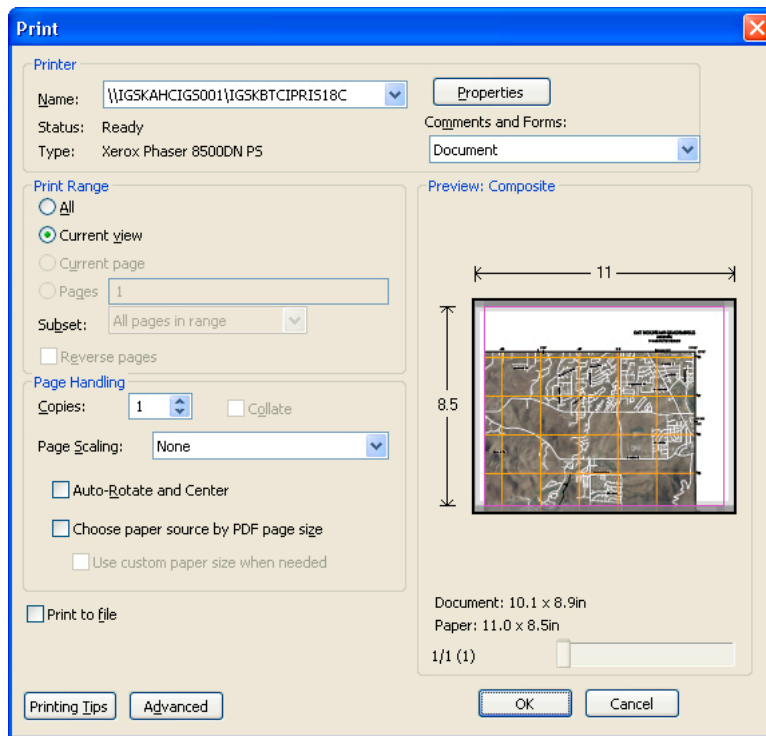 Print
Printer
Name: \\IGSKAHCIGS001\IGSKBTCIPRIS18C
Properties
Status: Ready
Comments and Forms:
Type: Xerox Phaser 8500DN PS
Document
Print Range
All
Current view
Current page
Pages 1
Subset: All pages in range
Reverse pages
Preview: Composite
11
8.5
Page Handling
Copies: 1
Collate
Page Scaling: None
Auto-Rotate and Center
Choose paper source by PDF page size
Use custom paper size when needed
Print to file
Document: 10.1 x 8.9in
Paper: 11.0 x 8.5in
1/1 (1)
Printing Tips
Advanced
OK
Cancel